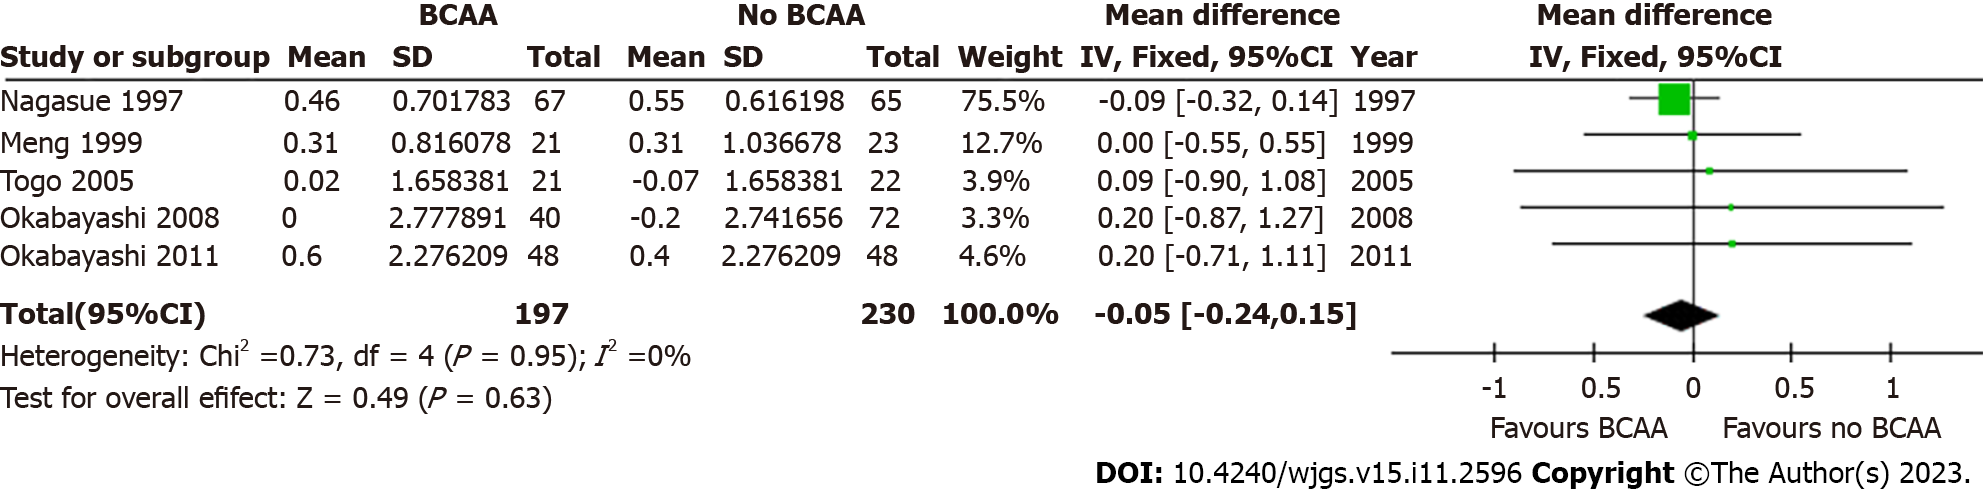 BCAA No BCAA Mean difference Mean difference
Study or subgroup Mean SD Total Mean SD Total Weight IV, Fixed, 95%CI Year IV, Fixed, 95%CI
Nagasue 1997 0.46 0.701783 67 0.55 0.616198 65 75.5% -0.09 [-0.32, 0.14] 1997
Meng 1999 0.31 0.816078 21 0.31 1.036678 23 12.7% 0.00 [-0.55, 0.55] 1999
Togo 2005 0.02 1.658381 21 -0.07 1.658381 22 3.9% 0.09 [-0.90, 1.08] 2005
Okabayashi 2008 0 2.777891 40 -0.2 2.741656 72 3.3% 0.20 [-0.87, 1.27] 2008
Okabayashi 2011 0.6 2.276209 48 0.4 2.276209 48 4.6% 0.20 [-0.71, 1.11] 2011
Total(95%CI) 197 230 100.0% -0.05 [-0.24,0.15]
Heterogeneity: Chi² =0.73, df = 4 (P = 0.95); I² =0%
Test for overall efifect: Z = 0.49 (P = 0.63)
-1 0.5 0 0.5 1
Favours BCAA Favours no BCAA
DOI: 10.4240/wjgs.v15.i11.2596 Copyright ©The Author(s) 2023.